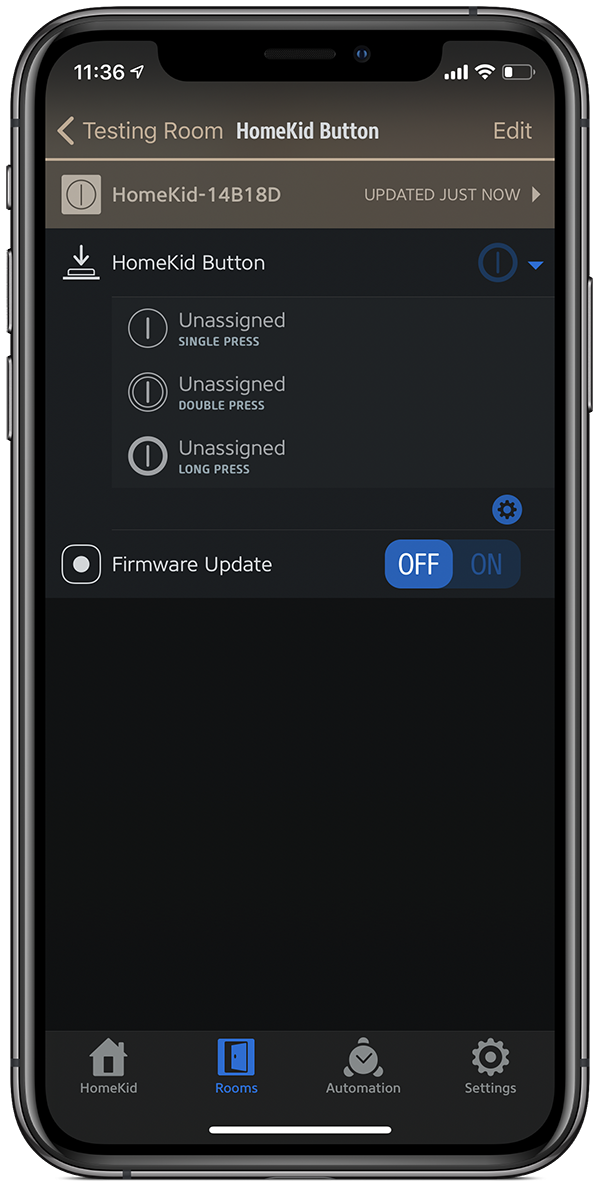 11:36
Testing Room HomeKid Button Edit
HomeKid-14B18D UPDATED JUST NOW
HomeKid Button
Unassigned
SINGLE PRESS
Unassigned
DOUBLE PRESS
Unassigned
LONG PRESS
Firmware Update OFF ON
HomeKid Rooms Automation Settings